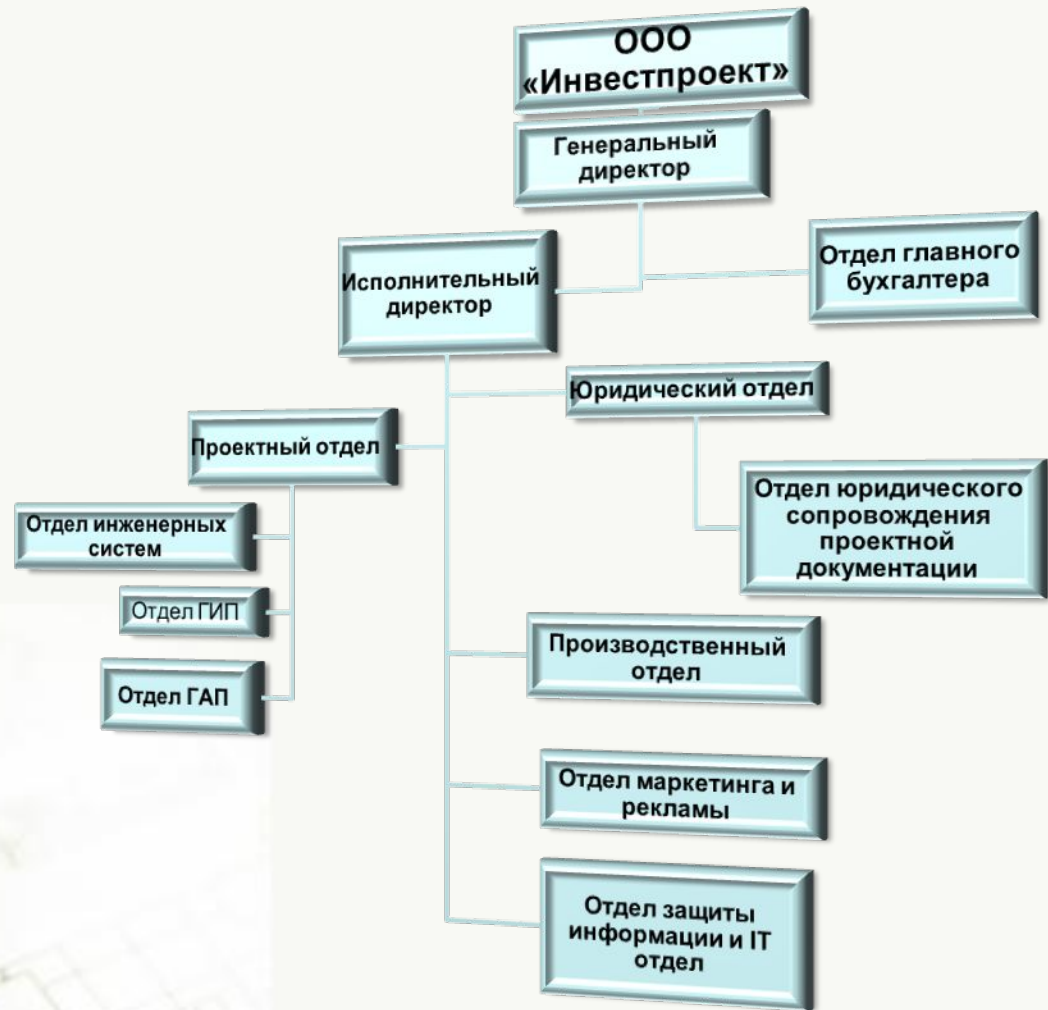 ООО
«Инвестпроект»
Генеральный
директор
Исполнительный
директор
Отдел главного
бухгалтера
Юридический отдел
Проектный отдел
Отдел юридического
сопровождения
проектной
документации
Отдел инженерных
систем
Отдел ГИП
Отдел ГАП
Производственный
отдел
Отдел маркетинга и
рекламы
Отдел защиты
информации и IT
отдел